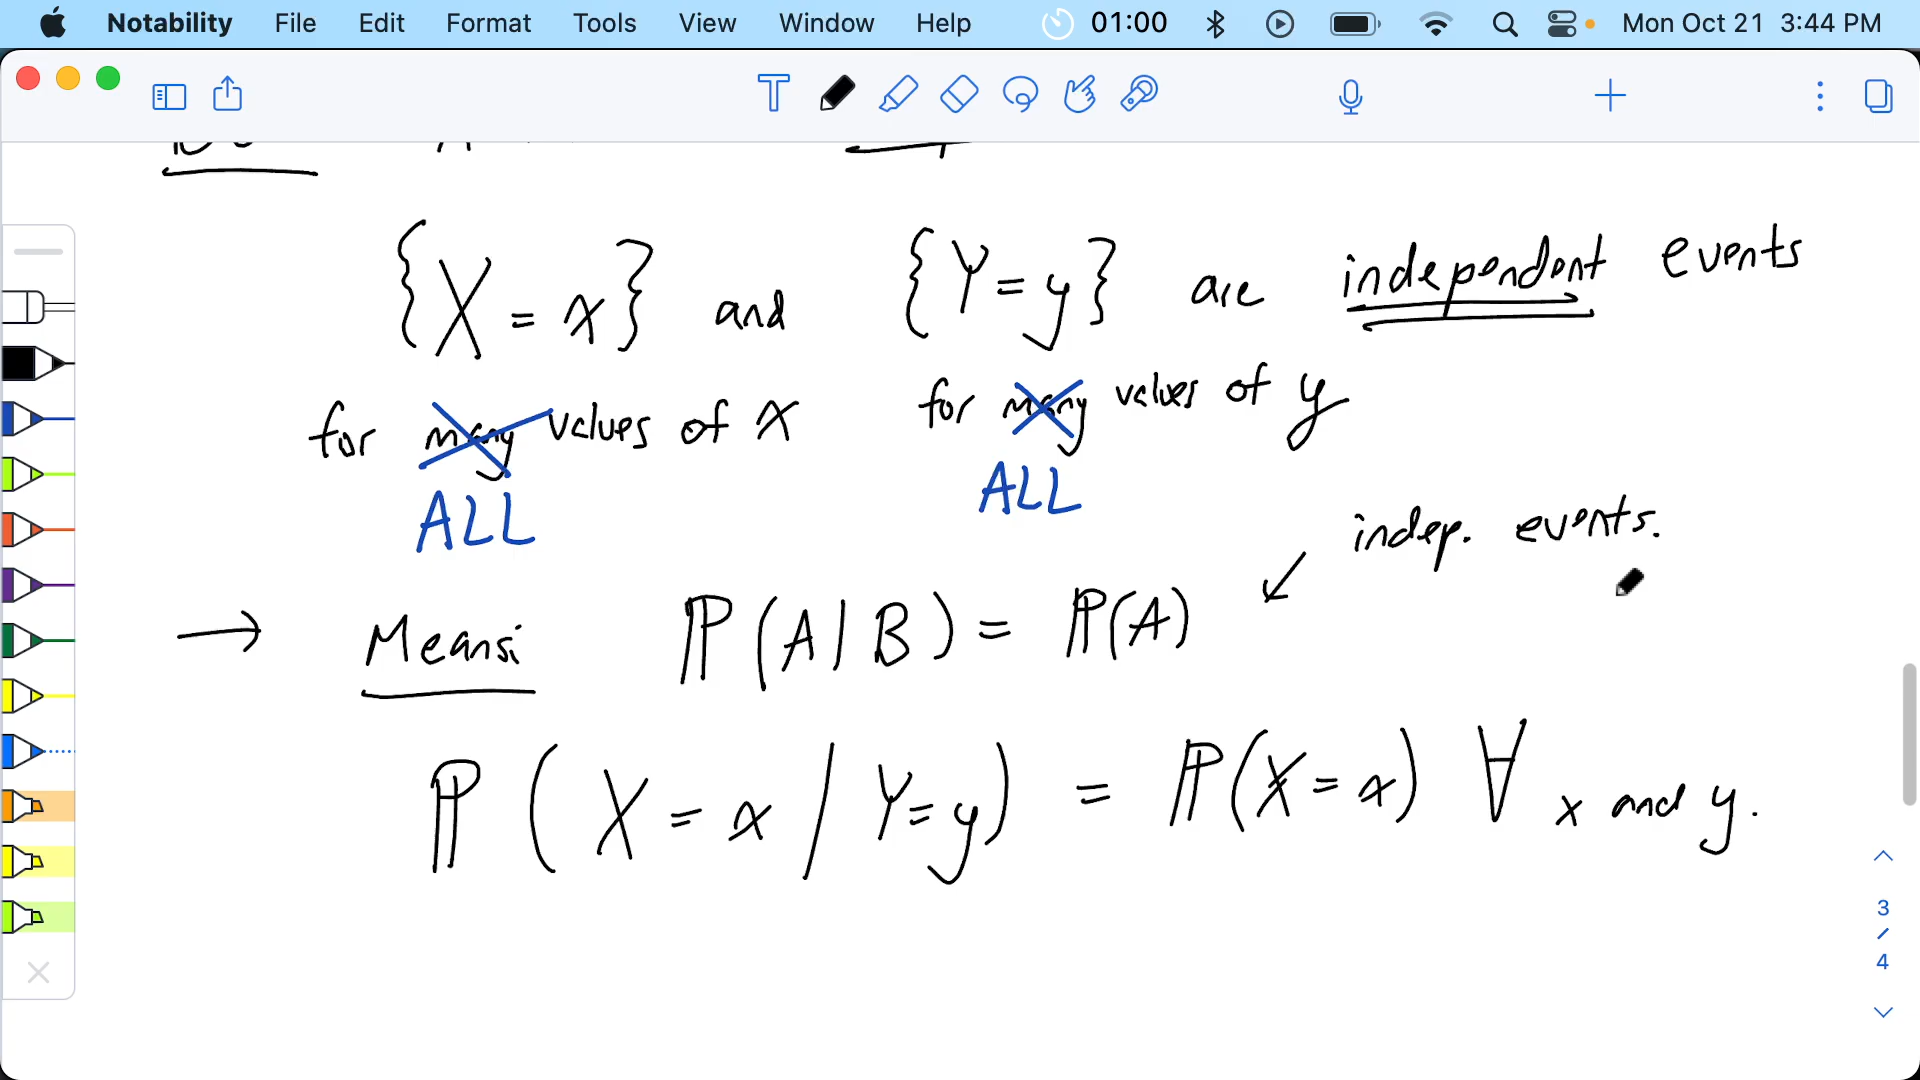 Notability File Edit Format Tools View Window Help 01:00 Mon Oct 21 3:44 PM
{X = x} and {Y = y} are independent events
for many values of x for many values of y
ALL ALL
indep. events.
→ Means: ℙ(A|B) = ℙ(A) ↙
ℙ(X = x | Y = y) = ℙ(X = x) ∀ x and y.
3
/
4